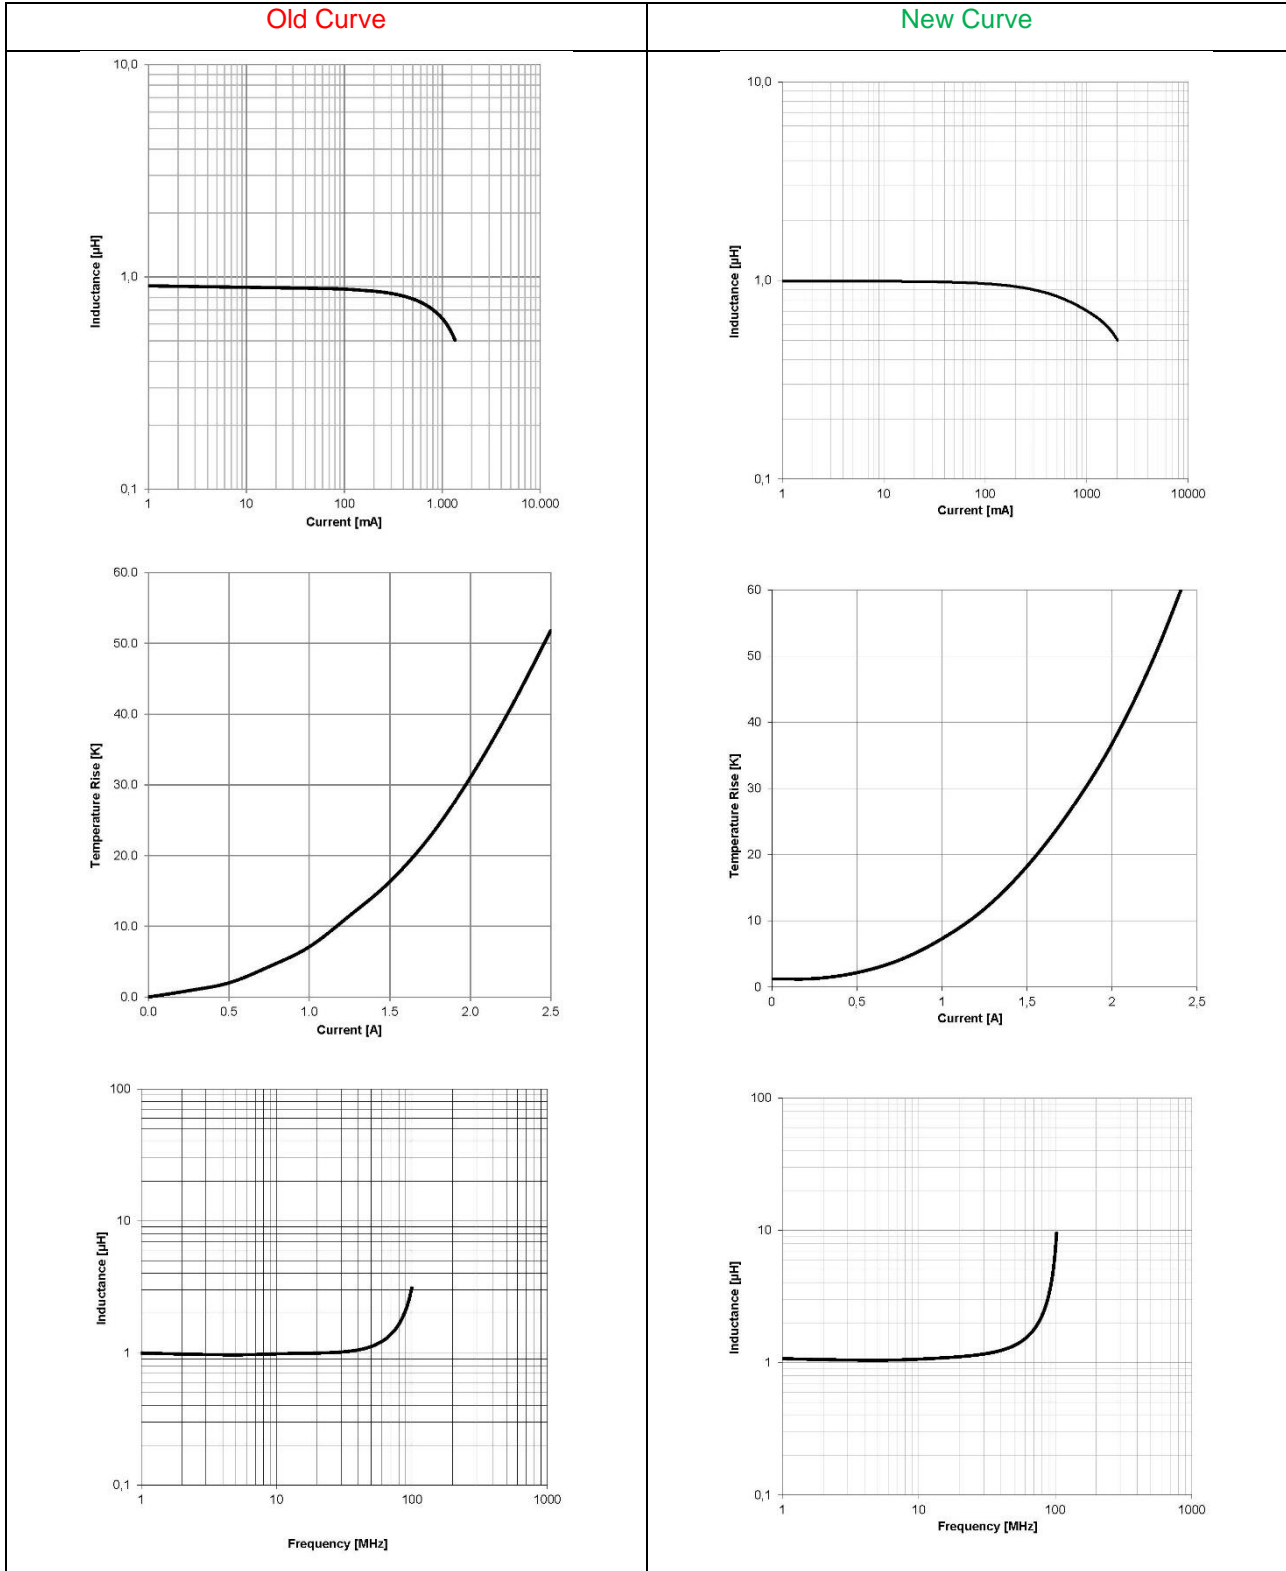 Old Curve
New Curve
10,0
1,0
0,1
Inductance [µH]
1 10 100 1.000 10.000
Current [mA]
10,0
1,0
0,1
Inductance [µH]
1 10 100 1000 10000
Current [mA]
60.0
50.0
40.0
30.0
20.0
10.0
0.0
Temperature Rise [K]
0.0 0.5 1.0 1.5 2.0 2.5
Current [A]
60
50
40
30
20
10
0
Temperature Rise [K]
0 0,5 1 1,5 2 2,5
Current [A]
100
10
1
0,1
Inductance [µH]
1 10 100 1000
Frequency [MHz]
100
10
1
0,1
Inductance [µH]
1 10 100 1000
Frequency [MHz]